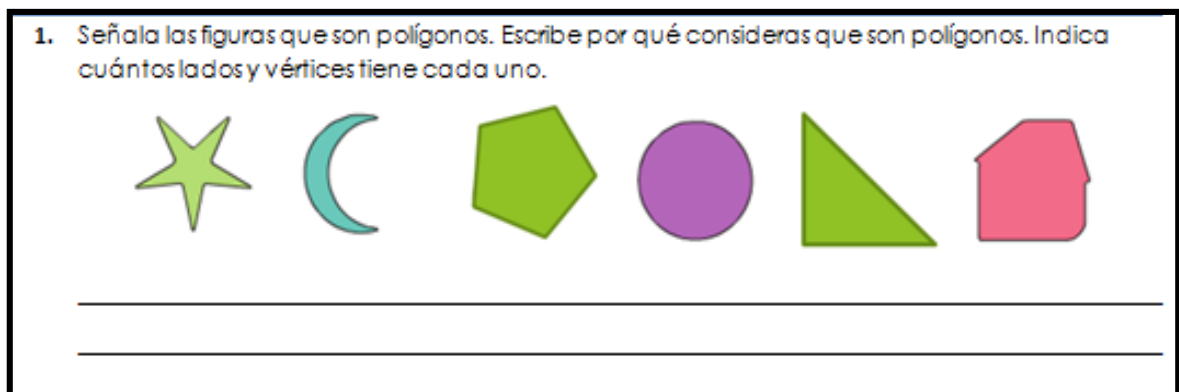 1. Señala las figuras que son polígonos. Escribe por qué consideras que son polígonos. Indica
cuántos lados y vértices tiene cada uno.